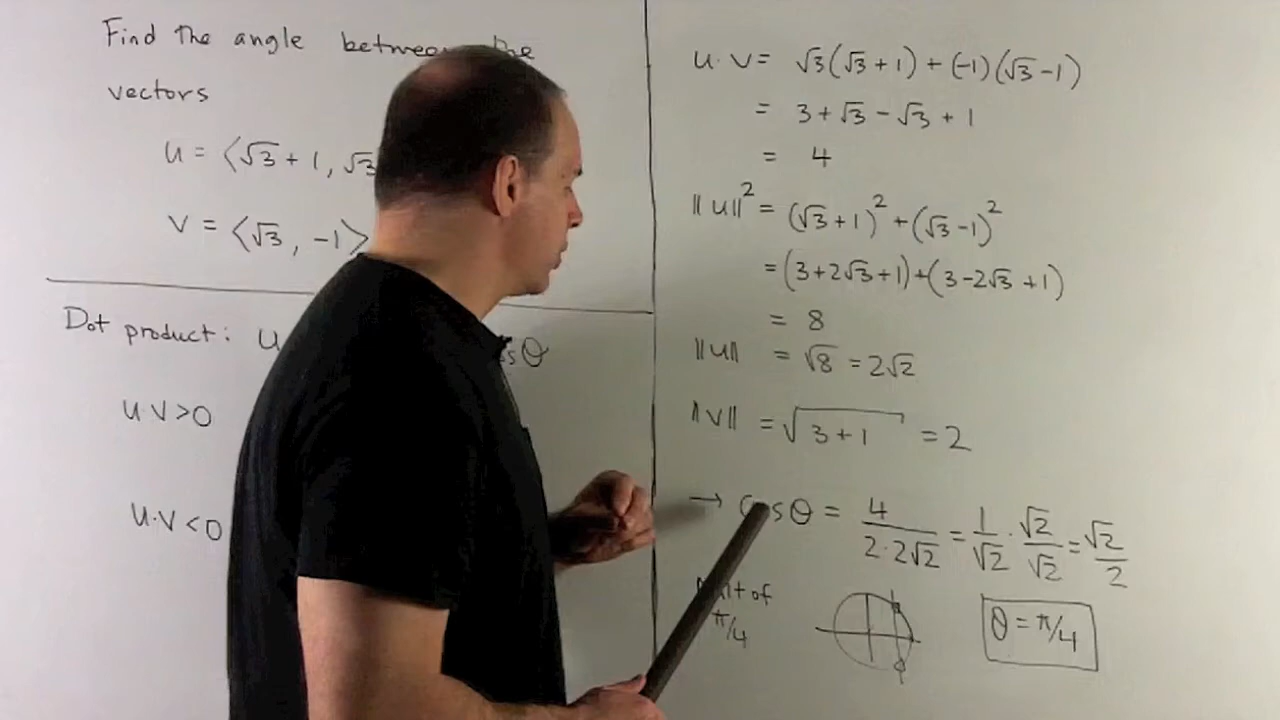 Find the angle between the
vectors
u = ⟨√3 + 1, √3
v = ⟨√3, -1⟩
Dot product: u θ
u·v>0
u·v<0
u·v = √3(√3+1) + (-1)(√3-1)
= 3+√3-√3+1
= 4
||u||² = (√3+1)² + (√3-1)²
= (3+2√3+1)+(3-2√3+1)
= 8
||u|| = √8 = 2√2
||v|| = √(3+1) = 2
→ cosθ = 4/(2·2√2) = 1/√2 · √2/√2 = √2/2
of
π/4
θ = π/4